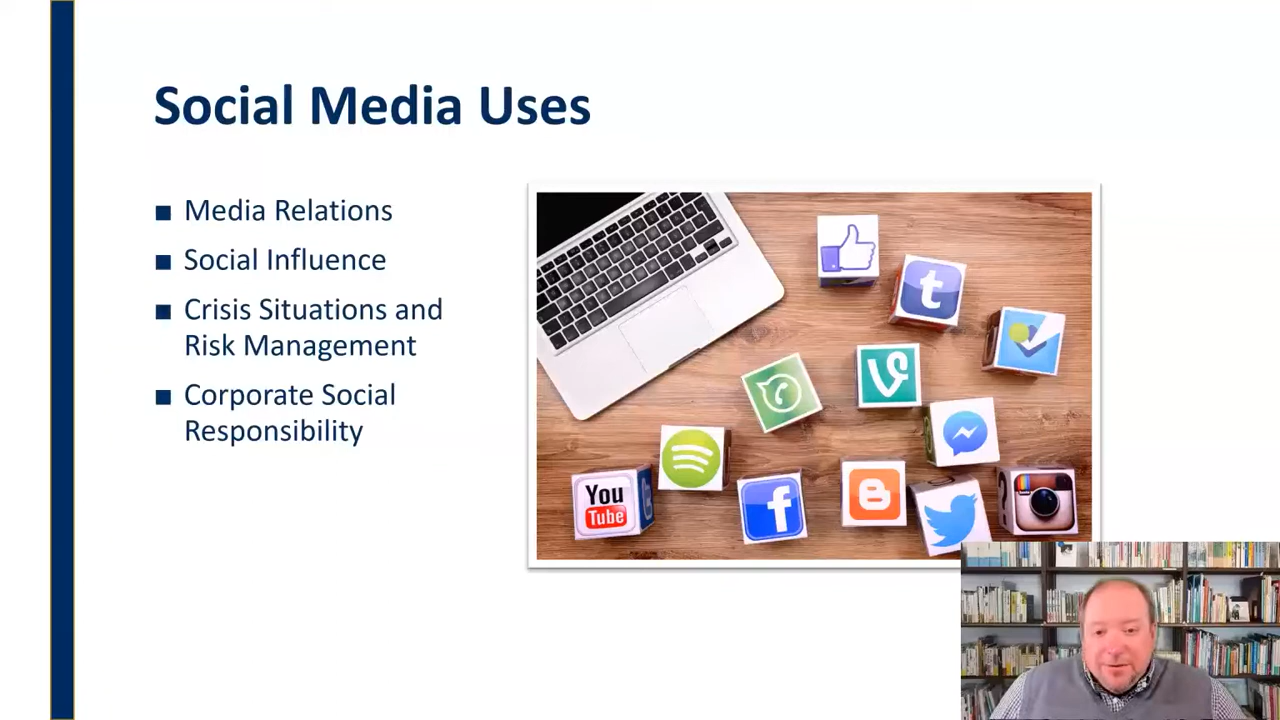 Social Media Uses
■ Media Relations
■ Social Influence
■ Crisis Situations and
Risk Management
■ Corporate Social
Responsibility
You
Tube